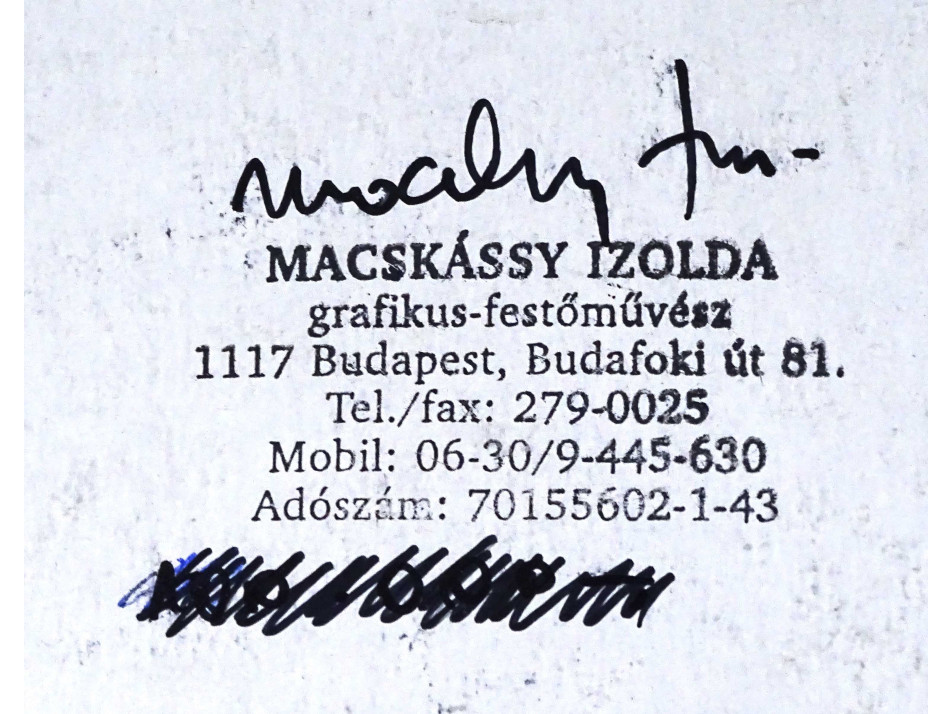 MACSKÁSSY IZOLDA
grafikus-festőművész
1117 Budapest, Budafoki út 81.
Tel./fax: 279-0025
Mobil: 06-30/9-445-630
Adószám: 70155602-1-43